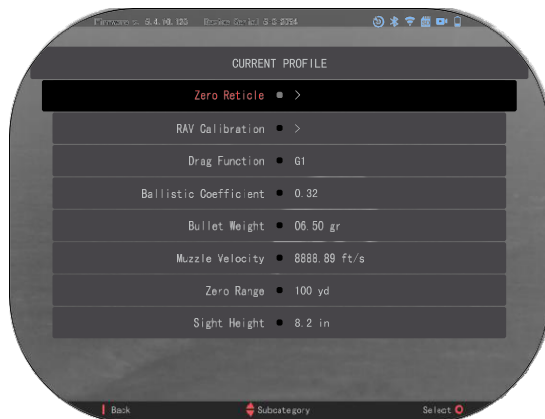 CURRENT PROFILE
Zero Reticle >
RAV Calibration >
Drag Function G1
Ballistic Coefficient 0.32
Bullet Weight 06.50 gr
Muzzle Velocity 8888.89 ft/s
Zero Range 100 yd
Sight Height 8.2 in
Back Subcategory Select